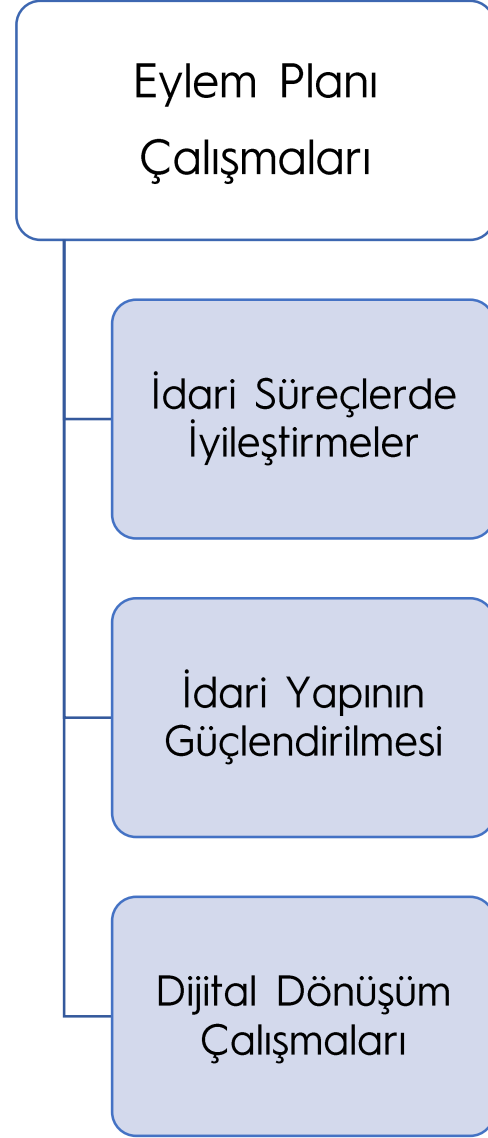 Eylem Planı
Çalışmaları
İdari Süreçlerde
İyileştirmeler
İdari Yapının
Güçlendirilmesi
Dijital Dönüşüm
Çalışmaları